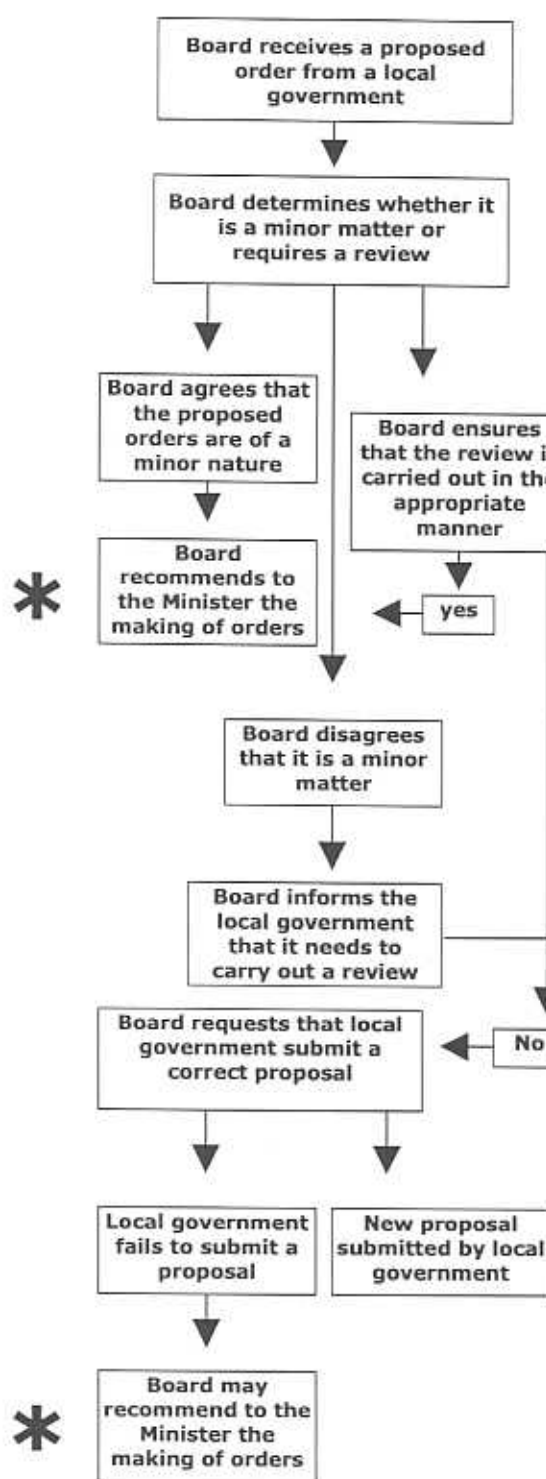 Board receives a proposed
order from a local
government
Board determines whether it
is a minor matter or
requires a review
Board agrees that
the proposed
orders are of a
minor nature
Board ensures
that the review is
carried out in the
appropriate
manner
Board
recommends to
the Minister the
making of orders
*
yes
Board disagrees
that it is a minor
matter
Board informs the
local government
that it needs to
carry out a review
Board requests that local
government submit a
correct proposal
No
Local government
fails to submit a
proposal
New proposal
submitted by local
government
Board may
recommend to the
Minister the
making of orders
*